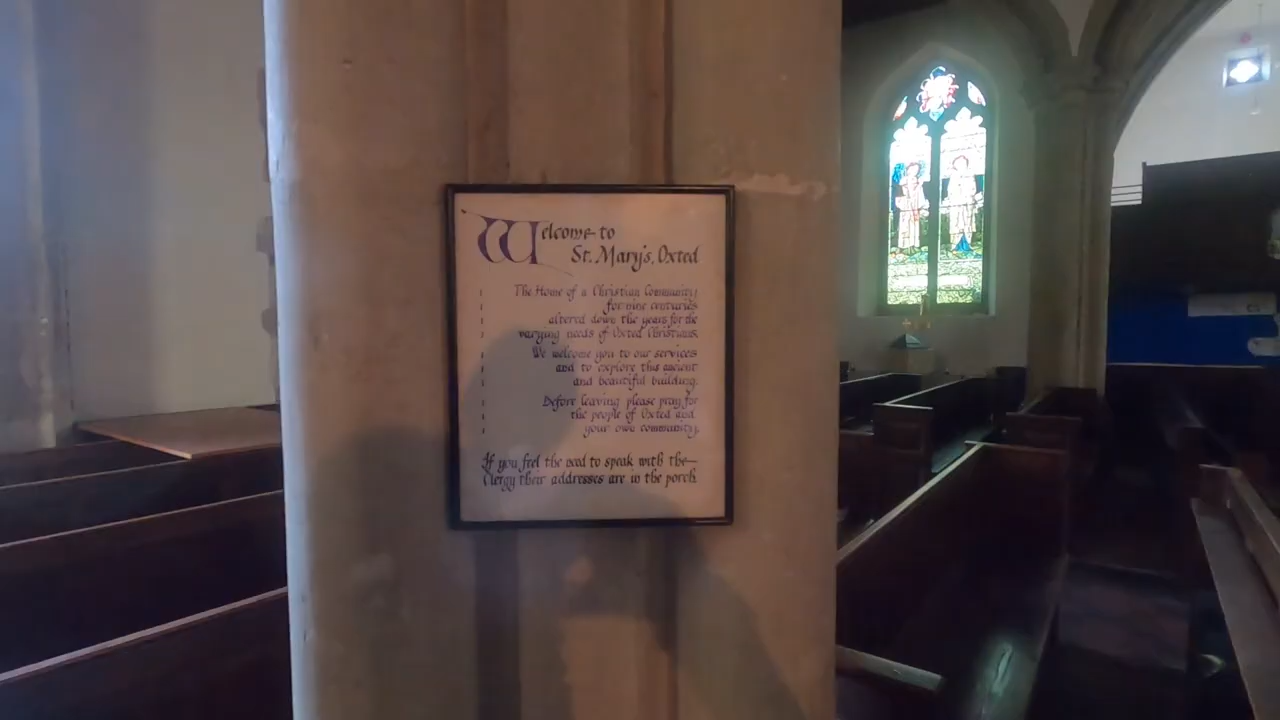 Welcome to
St. Mary's, Oxted
The Home of a Christian Community
for nine centuries
altered down the years for the
varying needs of Oxted Christians.
We welcome you to our services
and to explore this ancient
and beautiful building.
Before leaving please pray for
the people of Oxted and
your own community.
If you feel the need to speak with the
Clergy their addresses are in the porch.